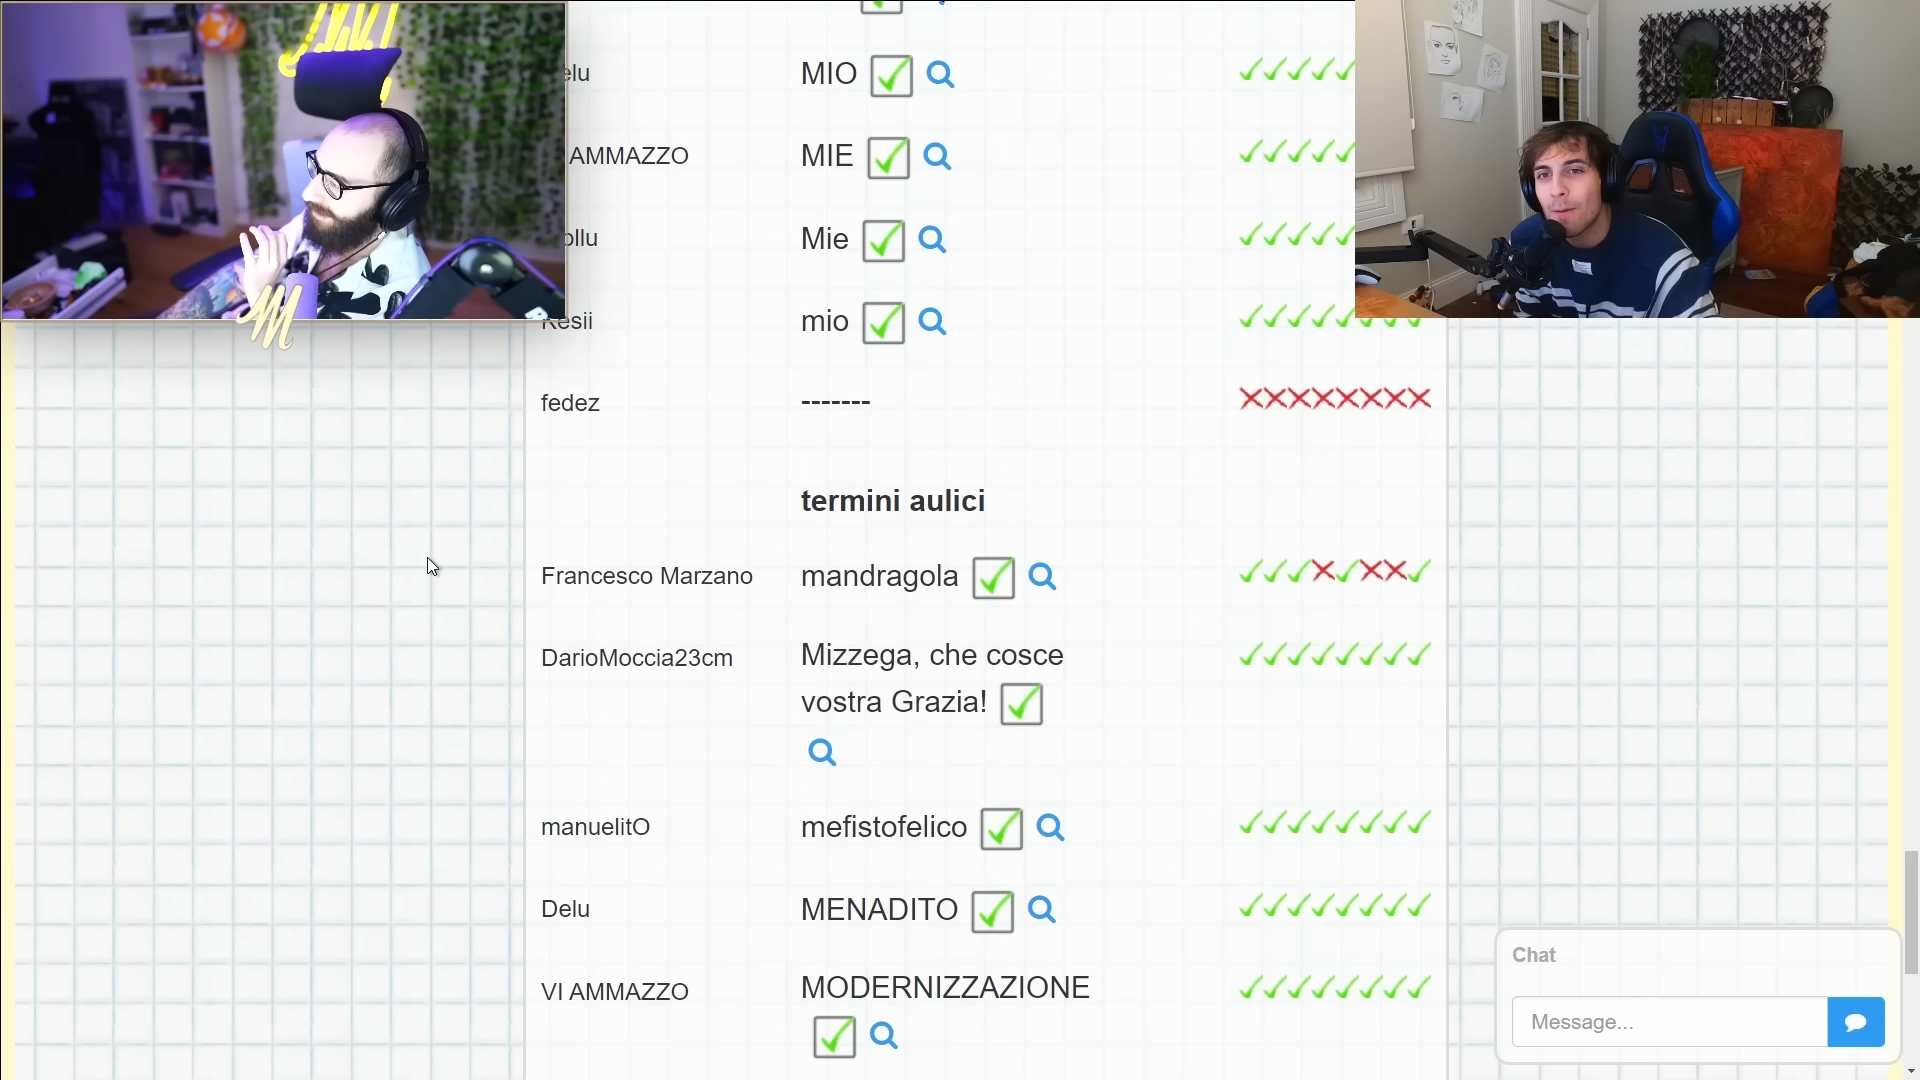 elu
MIO
AMMAZZO
MIE
ollu
Mie
Kesii
mio
fedez
-------
termini aulici
Francesco Marzano
mandragola
DarioMoccia23cm
Mizzega, che cosce
vostra Grazia!
manuelitO
mefistofelico
Delu
MENADITO
VI AMMAZZO
MODERNIZZAZIONE
Chat
Message...